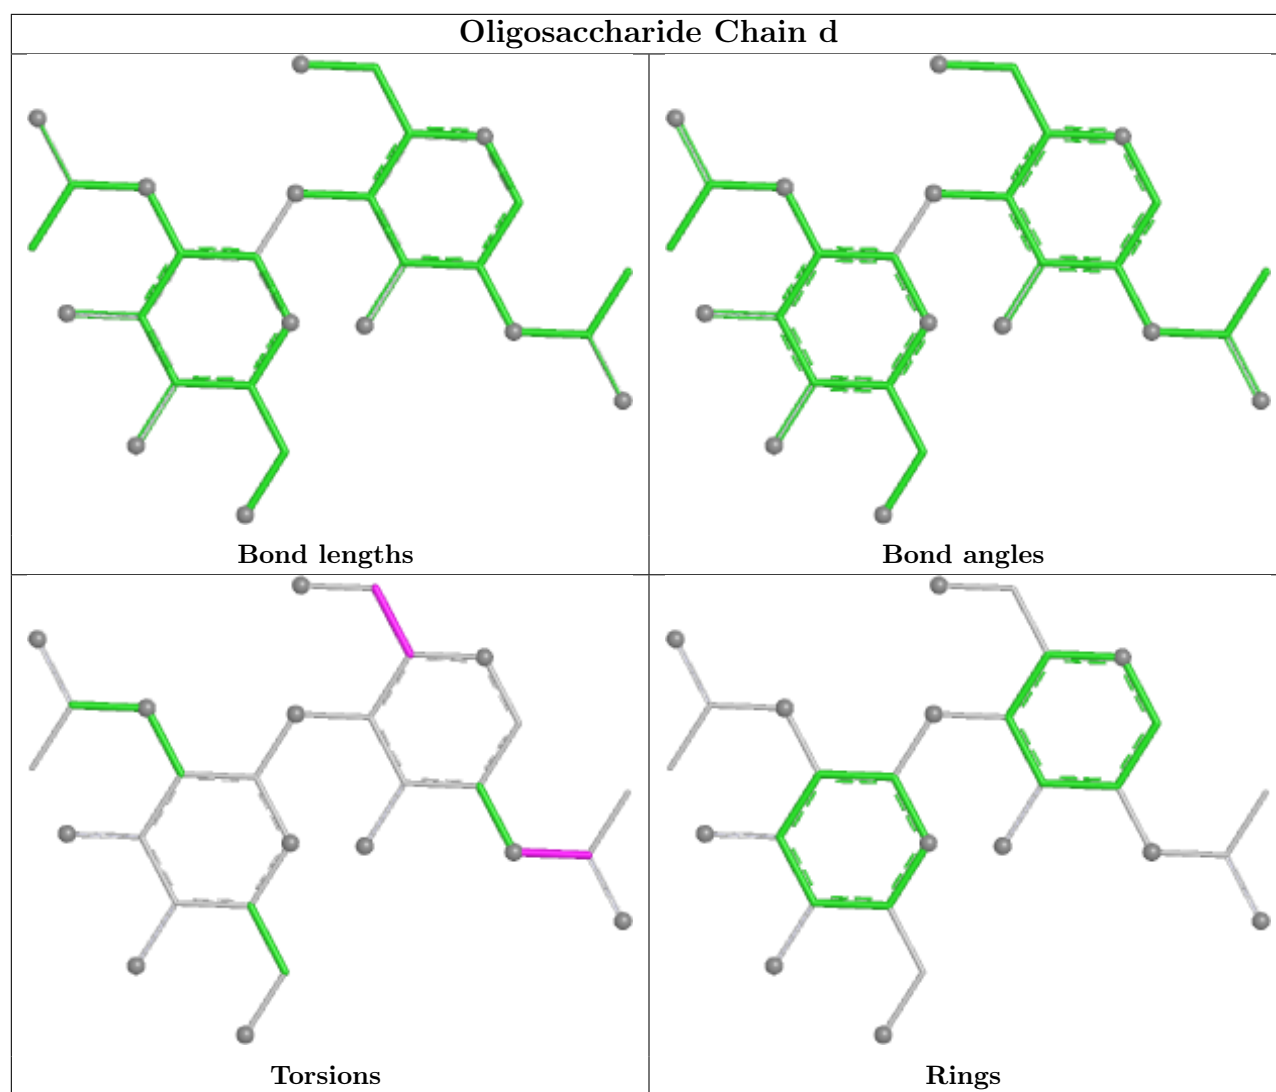 Oligosaccharide Chain d
Bond lengths
Bond angles
Torsions
Rings